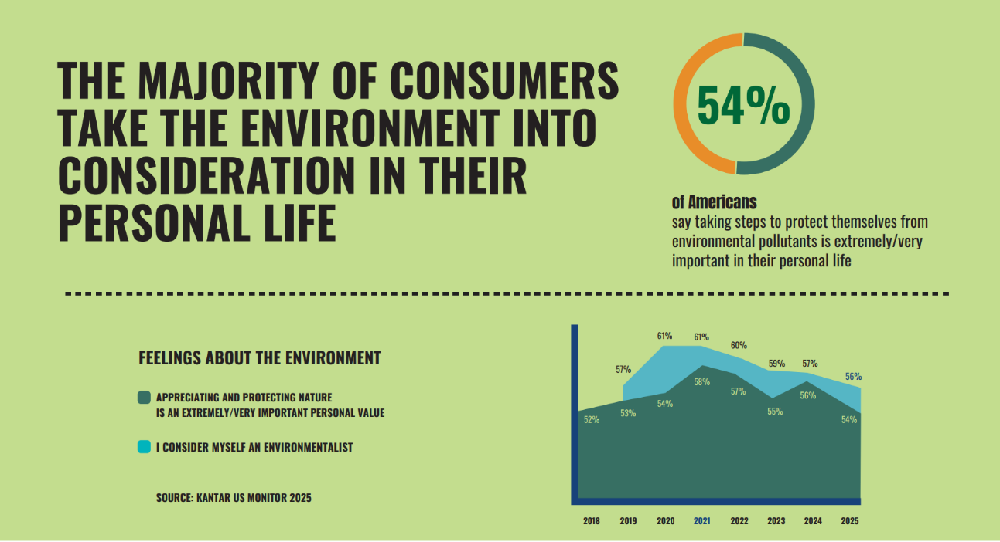 THE MAJORITY OF CONSUMERS
TAKE THE ENVIRONMENT INTO
CONSIDERATION IN THEIR
PERSONAL LIFE
54%
of Americans
say taking steps to protect themselves from
environmental pollutants is extremely/very
important in their personal life
FEELINGS ABOUT THE ENVIRONMENT
APPRECIATING AND PROTECTING NATURE
IS AN EXTREMELY/VERY IMPORTANT PERSONAL VALUE
I CONSIDER MYSELF AN ENVIRONMENTALIST
SOURCE: KANTAR US MONITOR 2025
57% 61% 61% 60% 59% 57% 56%
52% 53% 54% 58% 57% 55% 56% 54%
2018 2019 2020 2021 2022 2023 2024 2025